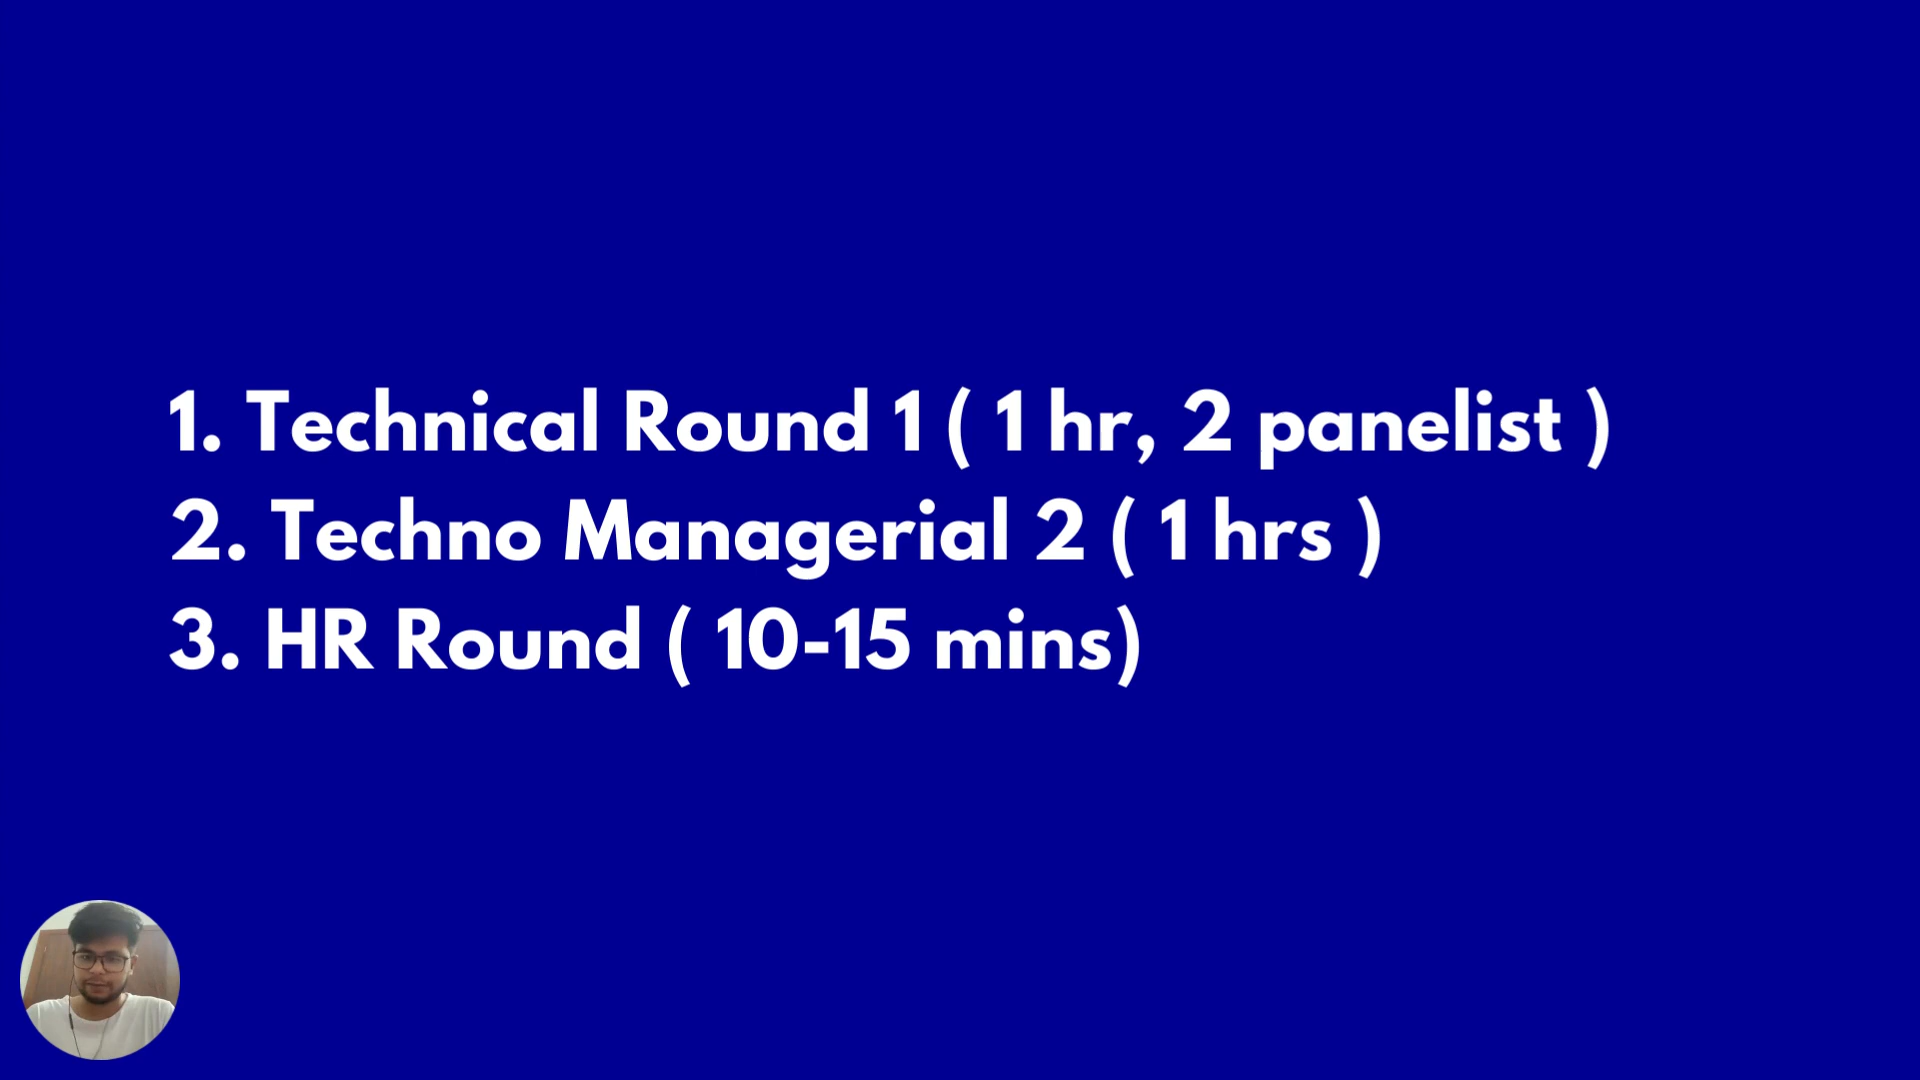 1. Technical Round 1 ( 1 hr, 2 panelist )
2. Techno Managerial 2 ( 1 hrs )
3. HR Round ( 10-15 mins)